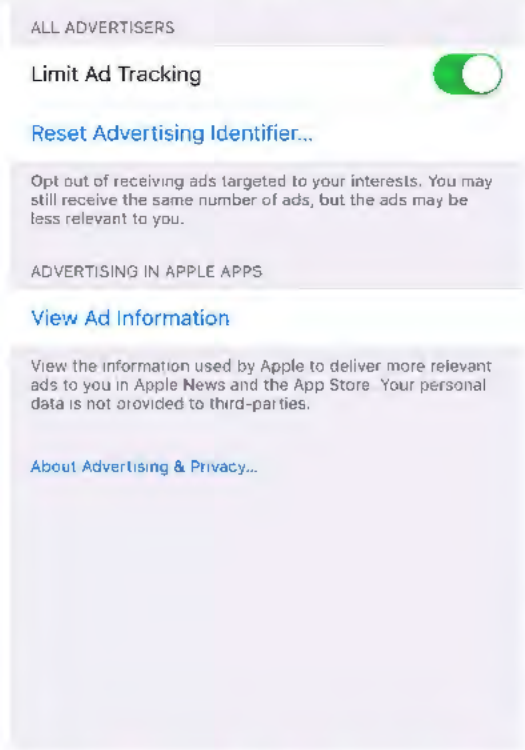 ALL ADVERTISERS
Limit Ad Tracking
Reset Advertising Identifier...
Opt out of receiving ads targeted to your interests. You may
still receive the same number of ads, but the ads may be
less relevant to you.
ADVERTISING IN APPLE APPS
View Ad Information
View the information used by Apple to deliver more relevant
ads to you in Apple News and the App Store. Your personal
data is not provided to third-parties.
About Advertising & Privacy...